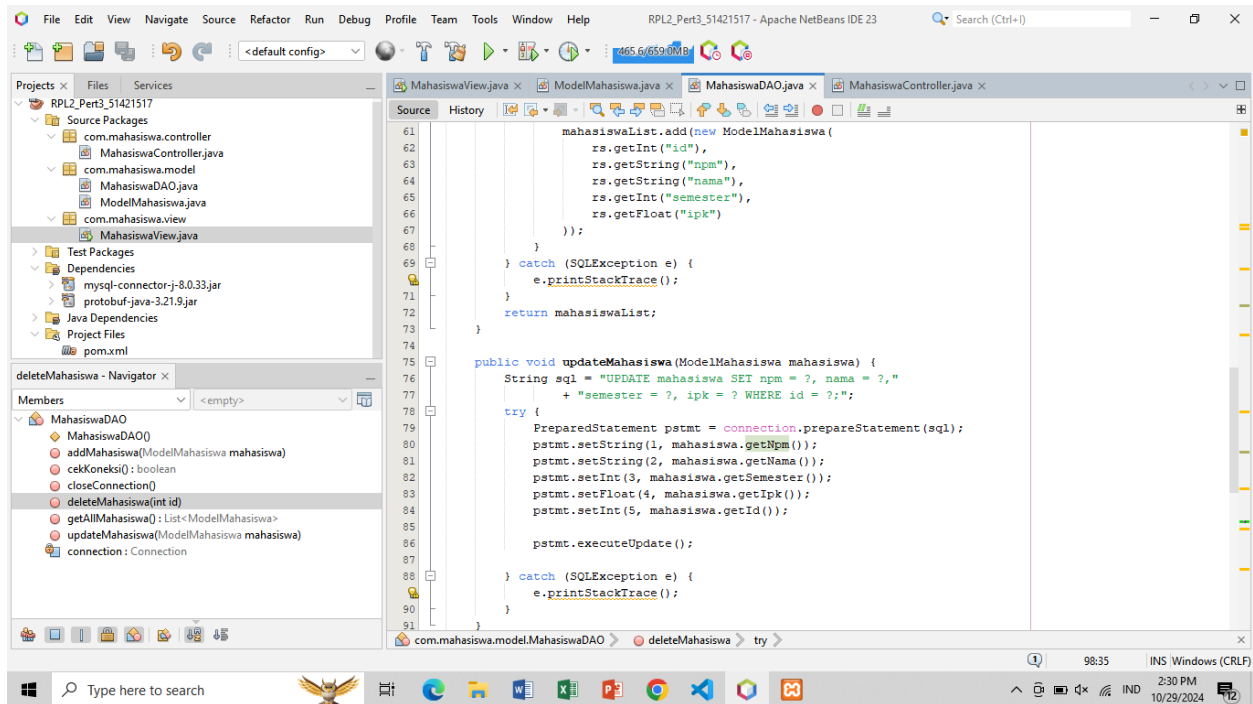 File Edit View Navigate Source Refactor Run Debug Profile Team Tools Window Help RPL2_Pert3_51421517 - Apache NetBeans IDE 23 Search (Ctrl+I)
<default config> 465.6/659.0MB
Projects Files Services
RPL2_Pert3_51421517
Source Packages
com.mahasiswa.controller
MahasiswaController.java
com.mahasiswa.model
MahasiswaDAO.java
ModelMahasiswa.java
com.mahasiswa.view
MahasiswaView.java
Test Packages
Dependencies
mysql-connector-j-8.0.33.jar
protobuf-java-3.21.9.jar
Java Dependencies
Project Files
pom.xml
deleteMahasiswa - Navigator
Members <empty>
MahasiswaDAO
MahasiswaDAO()
addMahasiswa(ModelMahasiswa mahasiswa)
cekKoneksi() : boolean
closeConnection()
deleteMahasiswa(int id)
getAllMahasiswa() : List<ModelMahasiswa>
updateMahasiswa(ModelMahasiswa mahasiswa)
connection : Connection
MahasiswaView.java ModelMahasiswa.java MahasiswaDAO.java MahasiswaController.java
Source History
61 mahasiswaList.add(new ModelMahasiswa(
62 rs.getInt("id"),
63 rs.getString("npm"),
64 rs.getString("nama"),
65 rs.getInt("semester"),
66 rs.getFloat("ipk")
67 ));
68 }
69 } catch (SQLException e) {
e.printStackTrace();
71 }
72 return mahasiswaList;
73 }
74
75 public void updateMahasiswa(ModelMahasiswa mahasiswa) {
76 String sql = "UPDATE mahasiswa SET npm = ?, nama = ?,"
77 + "semester = ?, ipk = ? WHERE id = ?;";
78 try {
79 PreparedStatement pstmt = connection.prepareStatement(sql);
80 pstmt.setString(1, mahasiswa.getNpm());
81 pstmt.setString(2, mahasiswa.getNama());
82 pstmt.setInt(3, mahasiswa.getSemester());
83 pstmt.setFloat(4, mahasiswa.getIpk());
84 pstmt.setInt(5, mahasiswa.getId());
85
86 pstmt.executeUpdate();
87
88 } catch (SQLException e) {
e.printStackTrace();
90 }
91 }
com.mahasiswa.model.MahasiswaDAO deleteMahasiswa try
1 98:35 INS Windows (CRLF)
Type here to search IND 2:30 PM
10/29/2024 12